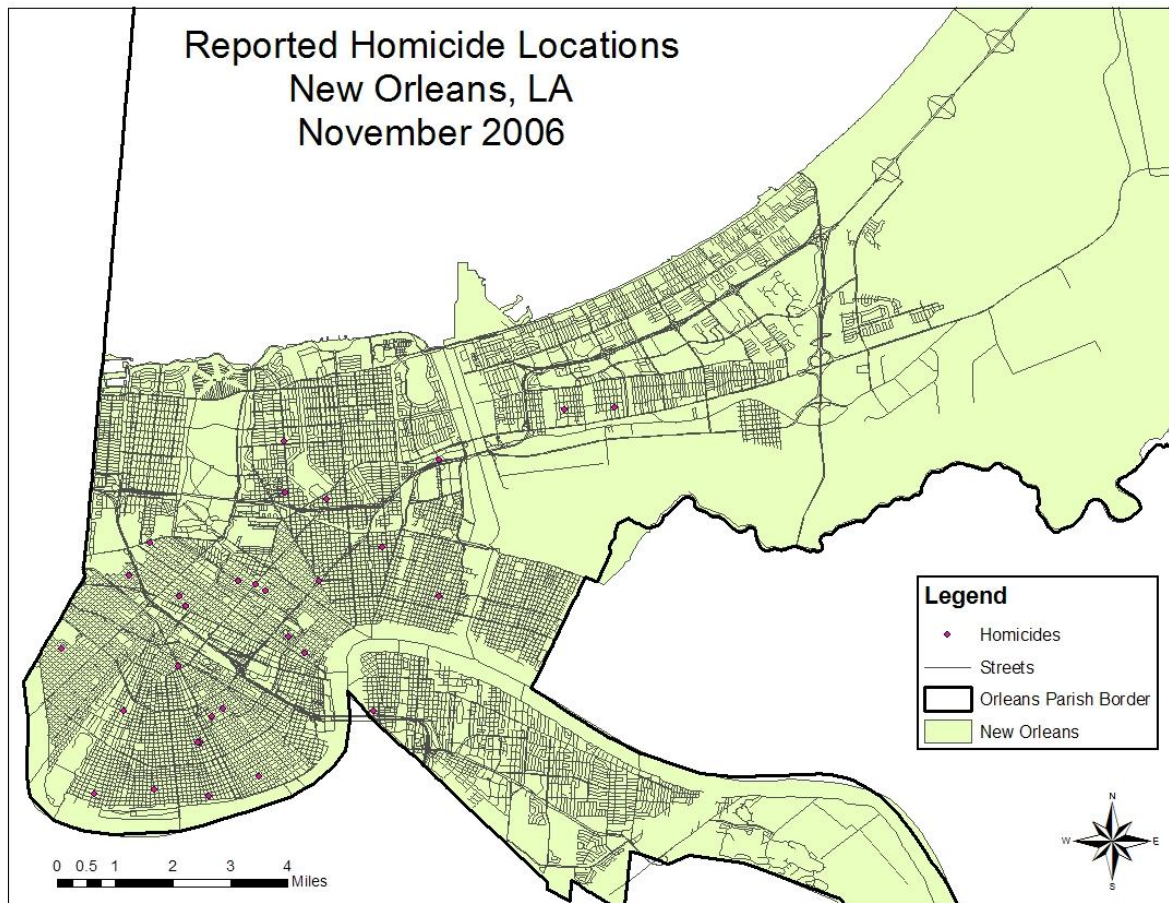 Reported Homicide Locations
New Orleans, LA
November 2006
Legend
Homicides
Streets
Orleans Parish Border
New Orleans
N
W E
S
0 0.5 1 2 3 4
Miles